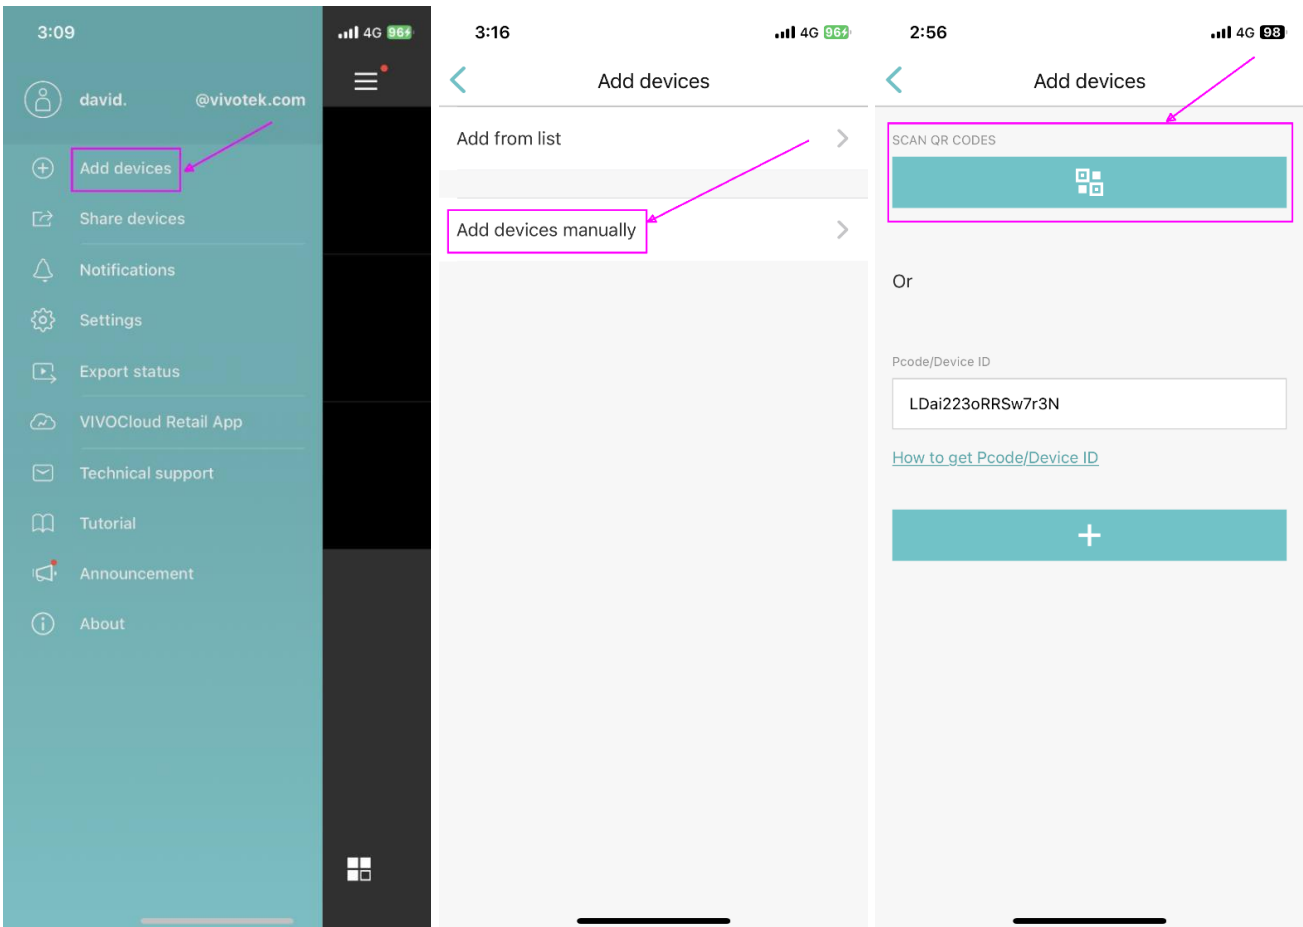 3:09
4G 96
david. @vivotek.com
Add devices
Share devices
Notifications
Settings
Export status
VIVOCloud Retail App
Technical support
Tutorial
Announcement
About
3:16
4G 96
Add devices
Add from list
Add devices manually
2:56
4G 98
Add devices
SCAN QR CODES
Or
Pcode/Device ID
LDai223oRRSw7r3N
How to get Pcode/Device ID